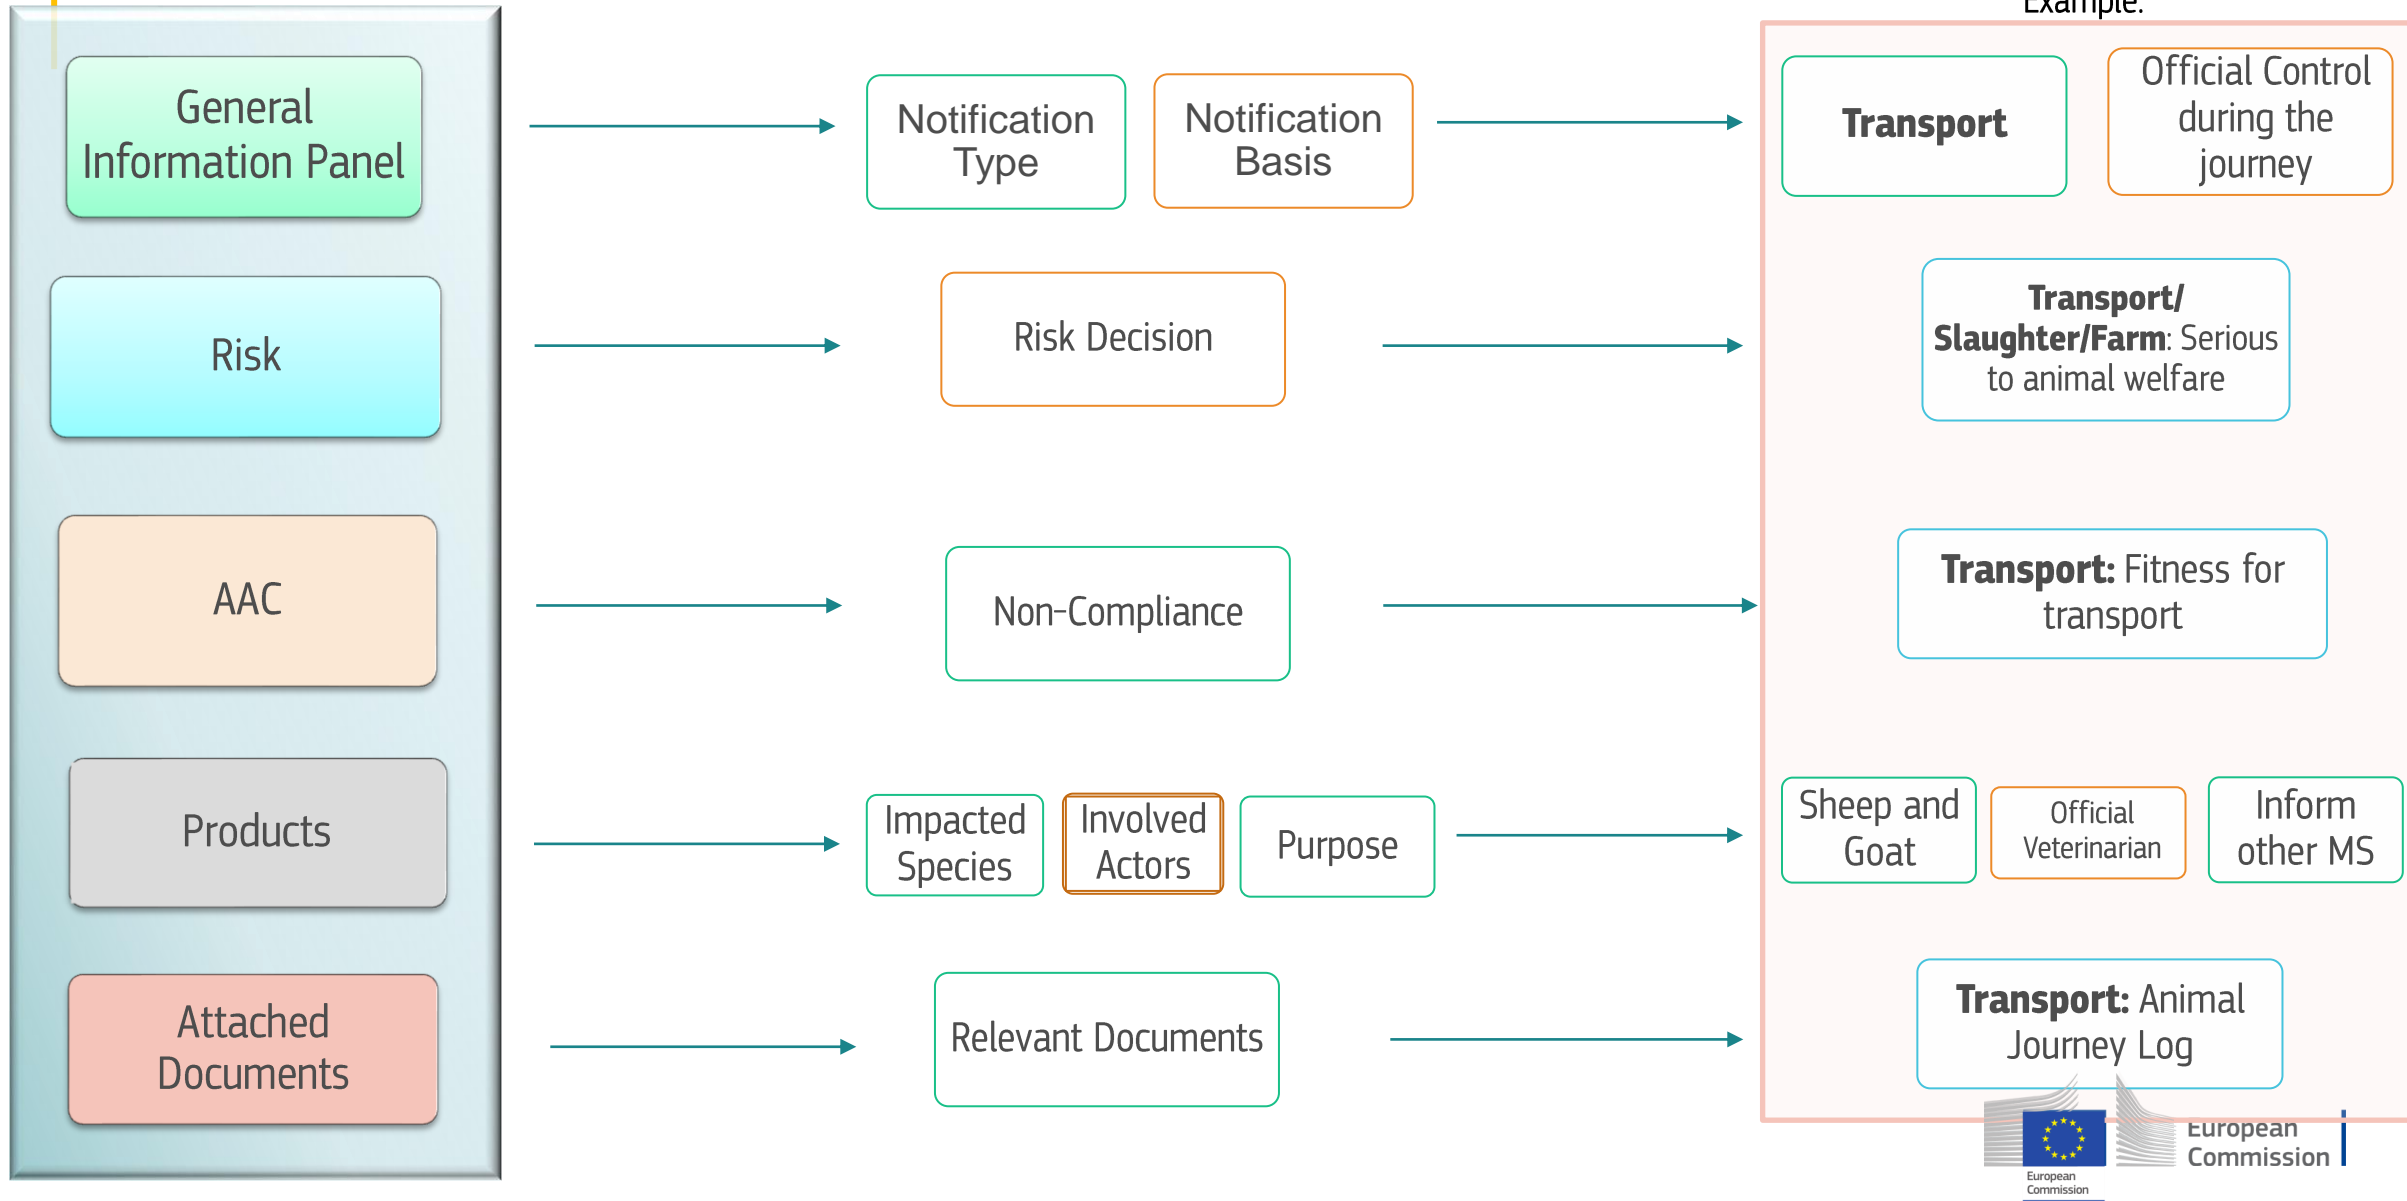 Example:
General
Information Panel
Notification
Type
Notification
Basis
Transport
Official Control
during the
journey
Risk
Risk Decision
Transport/
Slaughter/Farm: Serious
to animal welfare
AAC
Non-Compliance
Transport: Fitness for
transport
Products
Impacted
Species
Involved
Actors
Purpose
Sheep and
Goat
Official
Veterinarian
Inform
other MS
Attached
Documents
Relevant Documents
Transport: Animal
Journey Log
European
Commission
European
Commission